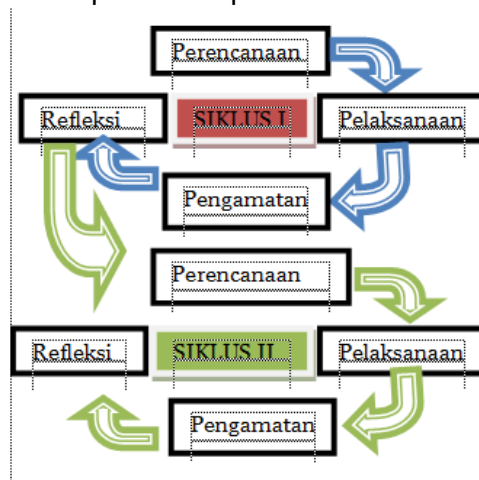 Perencanaan
Refleksi
SIKLUS I
Pelaksanaan
Pengamatan
Perencanaan
Refleksi
SIKLUS II
Pelaksanaan
Pengamatan